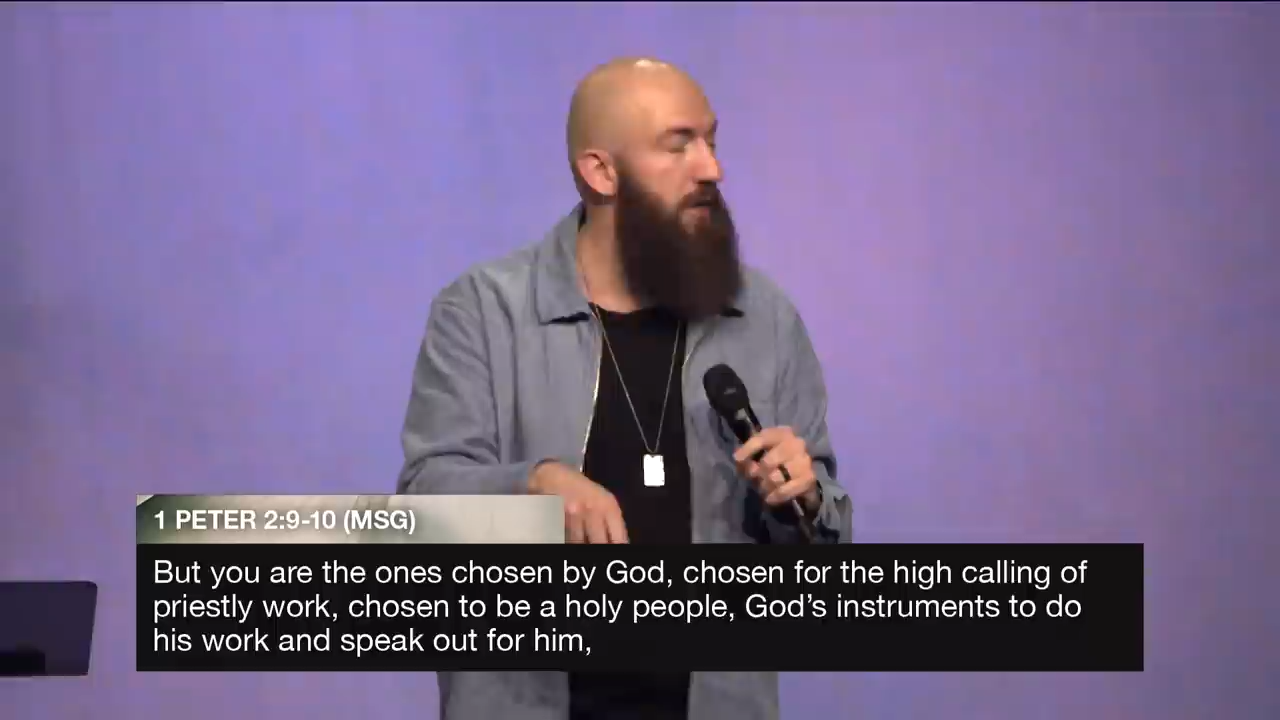 1 PETER 2:9-10 (MSG)
But you are the ones chosen by God, chosen for the high calling of
priestly work, chosen to be a holy people, God’s instruments to do
his work and speak out for him,